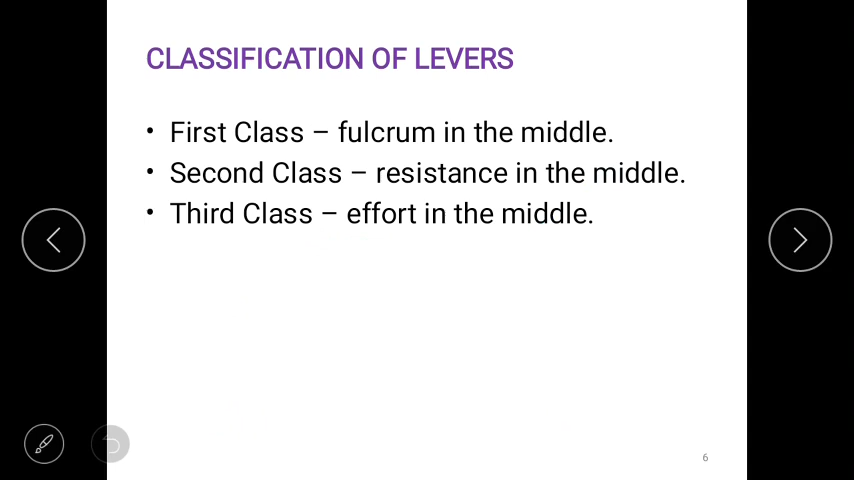 CLASSIFICATION OF LEVERS
• First Class – fulcrum in the middle.
• Second Class – resistance in the middle.
• Third Class – effort in the middle.
6